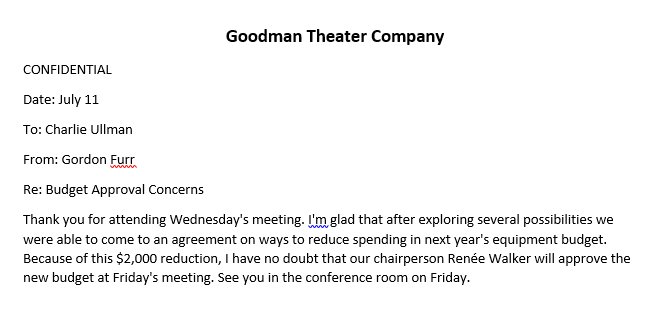 Goodman Theater Company
CONFIDENTIAL
Date: July 11
To: Charlie Ullman
From: Gordon Furr
Re: Budget Approval Concerns
Thank you for attending Wednesday's meeting. I'm glad that after exploring several possibilities we
were able to come to an agreement on ways to reduce spending in next year's equipment budget.
Because of this $2,000 reduction, I have no doubt that our chairperson Renée Walker will approve the
new budget at Friday's meeting. See you in the conference room on Friday.